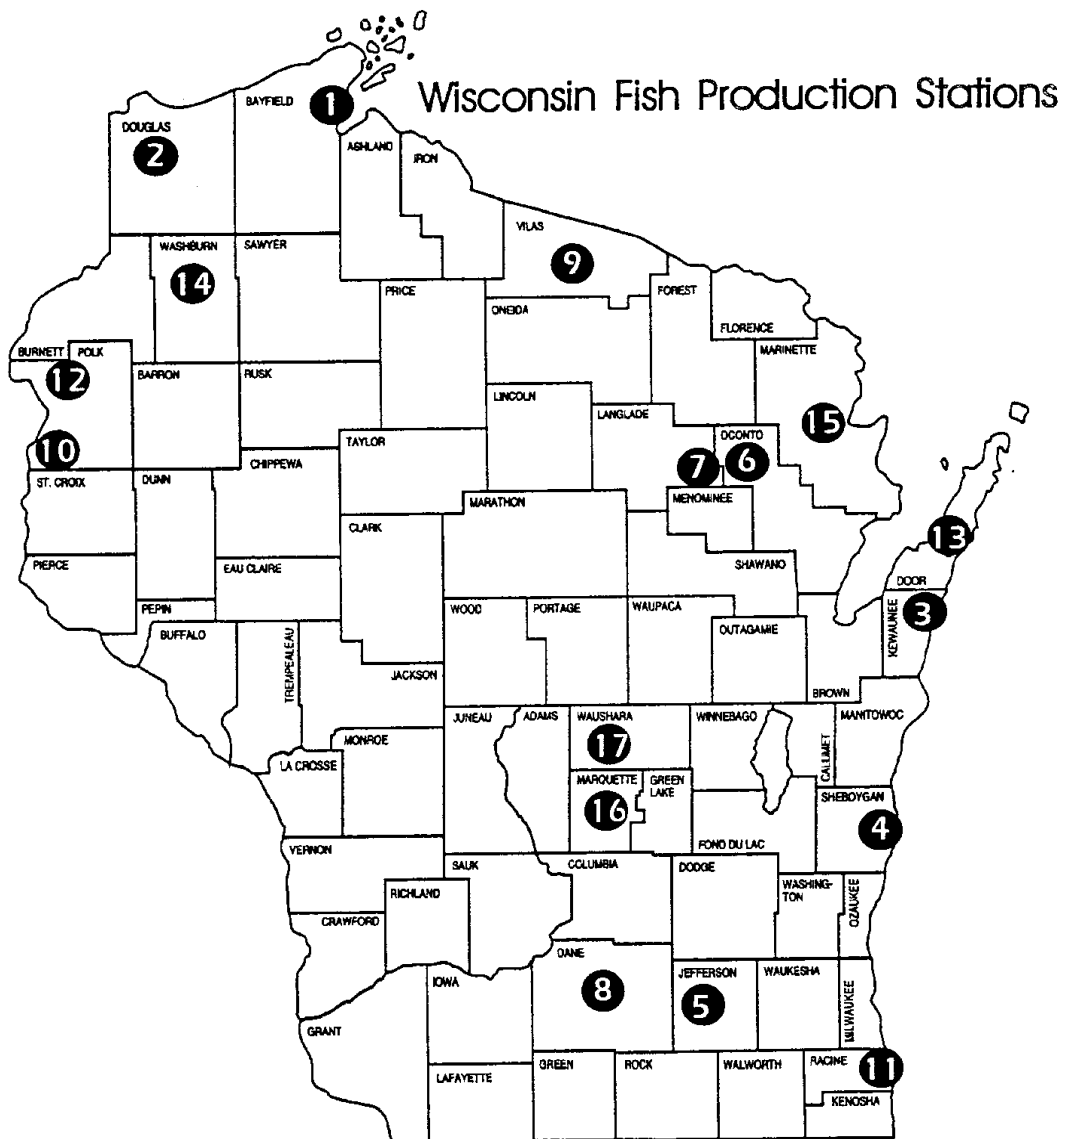 Wisconsin Fish Production Stations
BAYFIELD
1
DOUGLAS
2
ASHLAND
IRON
VILAS
WASHBURN
SAWYER
9
14
PRICE
FOREST
ONEIDA
FLORENCE
BURNETT
POLK
MARINETTE
12
BARRON
RUSK
LINCOLN
LANGLADE
15
TAYLOR
OCONTO
10
CHIPPEWA
7
6
ST. CROIX
DUNN
MENOMINEE
MARATHON
CLARK
13
PIERCE
EAU CLAIRE
SHAWANO
DOOR
PEPIN
WOOD
PORTAGE
WAUPACA
3
BUFFALO
OUTAGAMIE
KEWAUNEE
TREMPEALEAU
JACKSON
BROWN
JUNEAU
ADAMS
WAUSHARA
WINNEBAGO
MANITOWOC
MONROE
17
CALUMET
LA CROSSE
MARQUETTE
GREEN
LAKE
SHEBOYGAN
16
4
VERNON
FOND DU LAC
SAUK
COLUMBIA
DODGE
RICHLAND
WASHING-
TON
OZAUKEE
CRAWFORD
DANE
IOWA
JEFFERSON
WAUKESHA
8
5
MILWAUKEE
GRANT
GREEN
ROCK
WALWORTH
RACINE
11
LAFAYETTE
KENOSHA